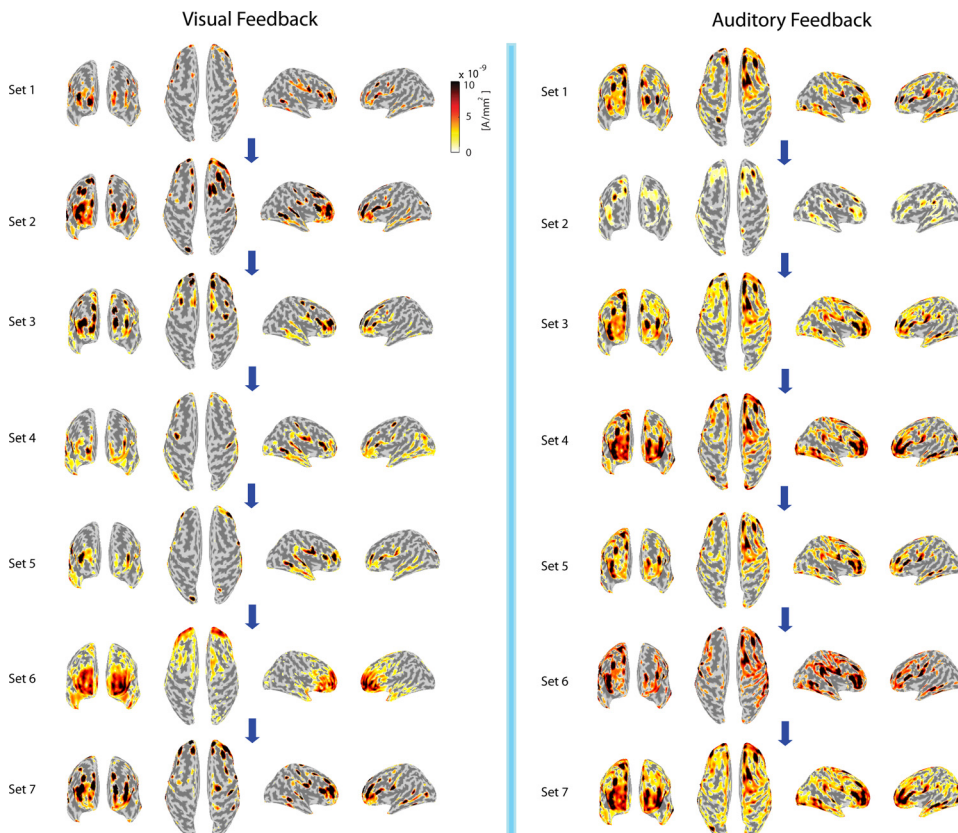 Visual Feedback
Auditory Feedback
Set 1
x 10⁻⁹
10
5
0
[A/mm²]
Set 2
Set 3
Set 4
Set 5
Set 6
Set 7
Set 1
Set 2
Set 3
Set 4
Set 5
Set 6
Set 7